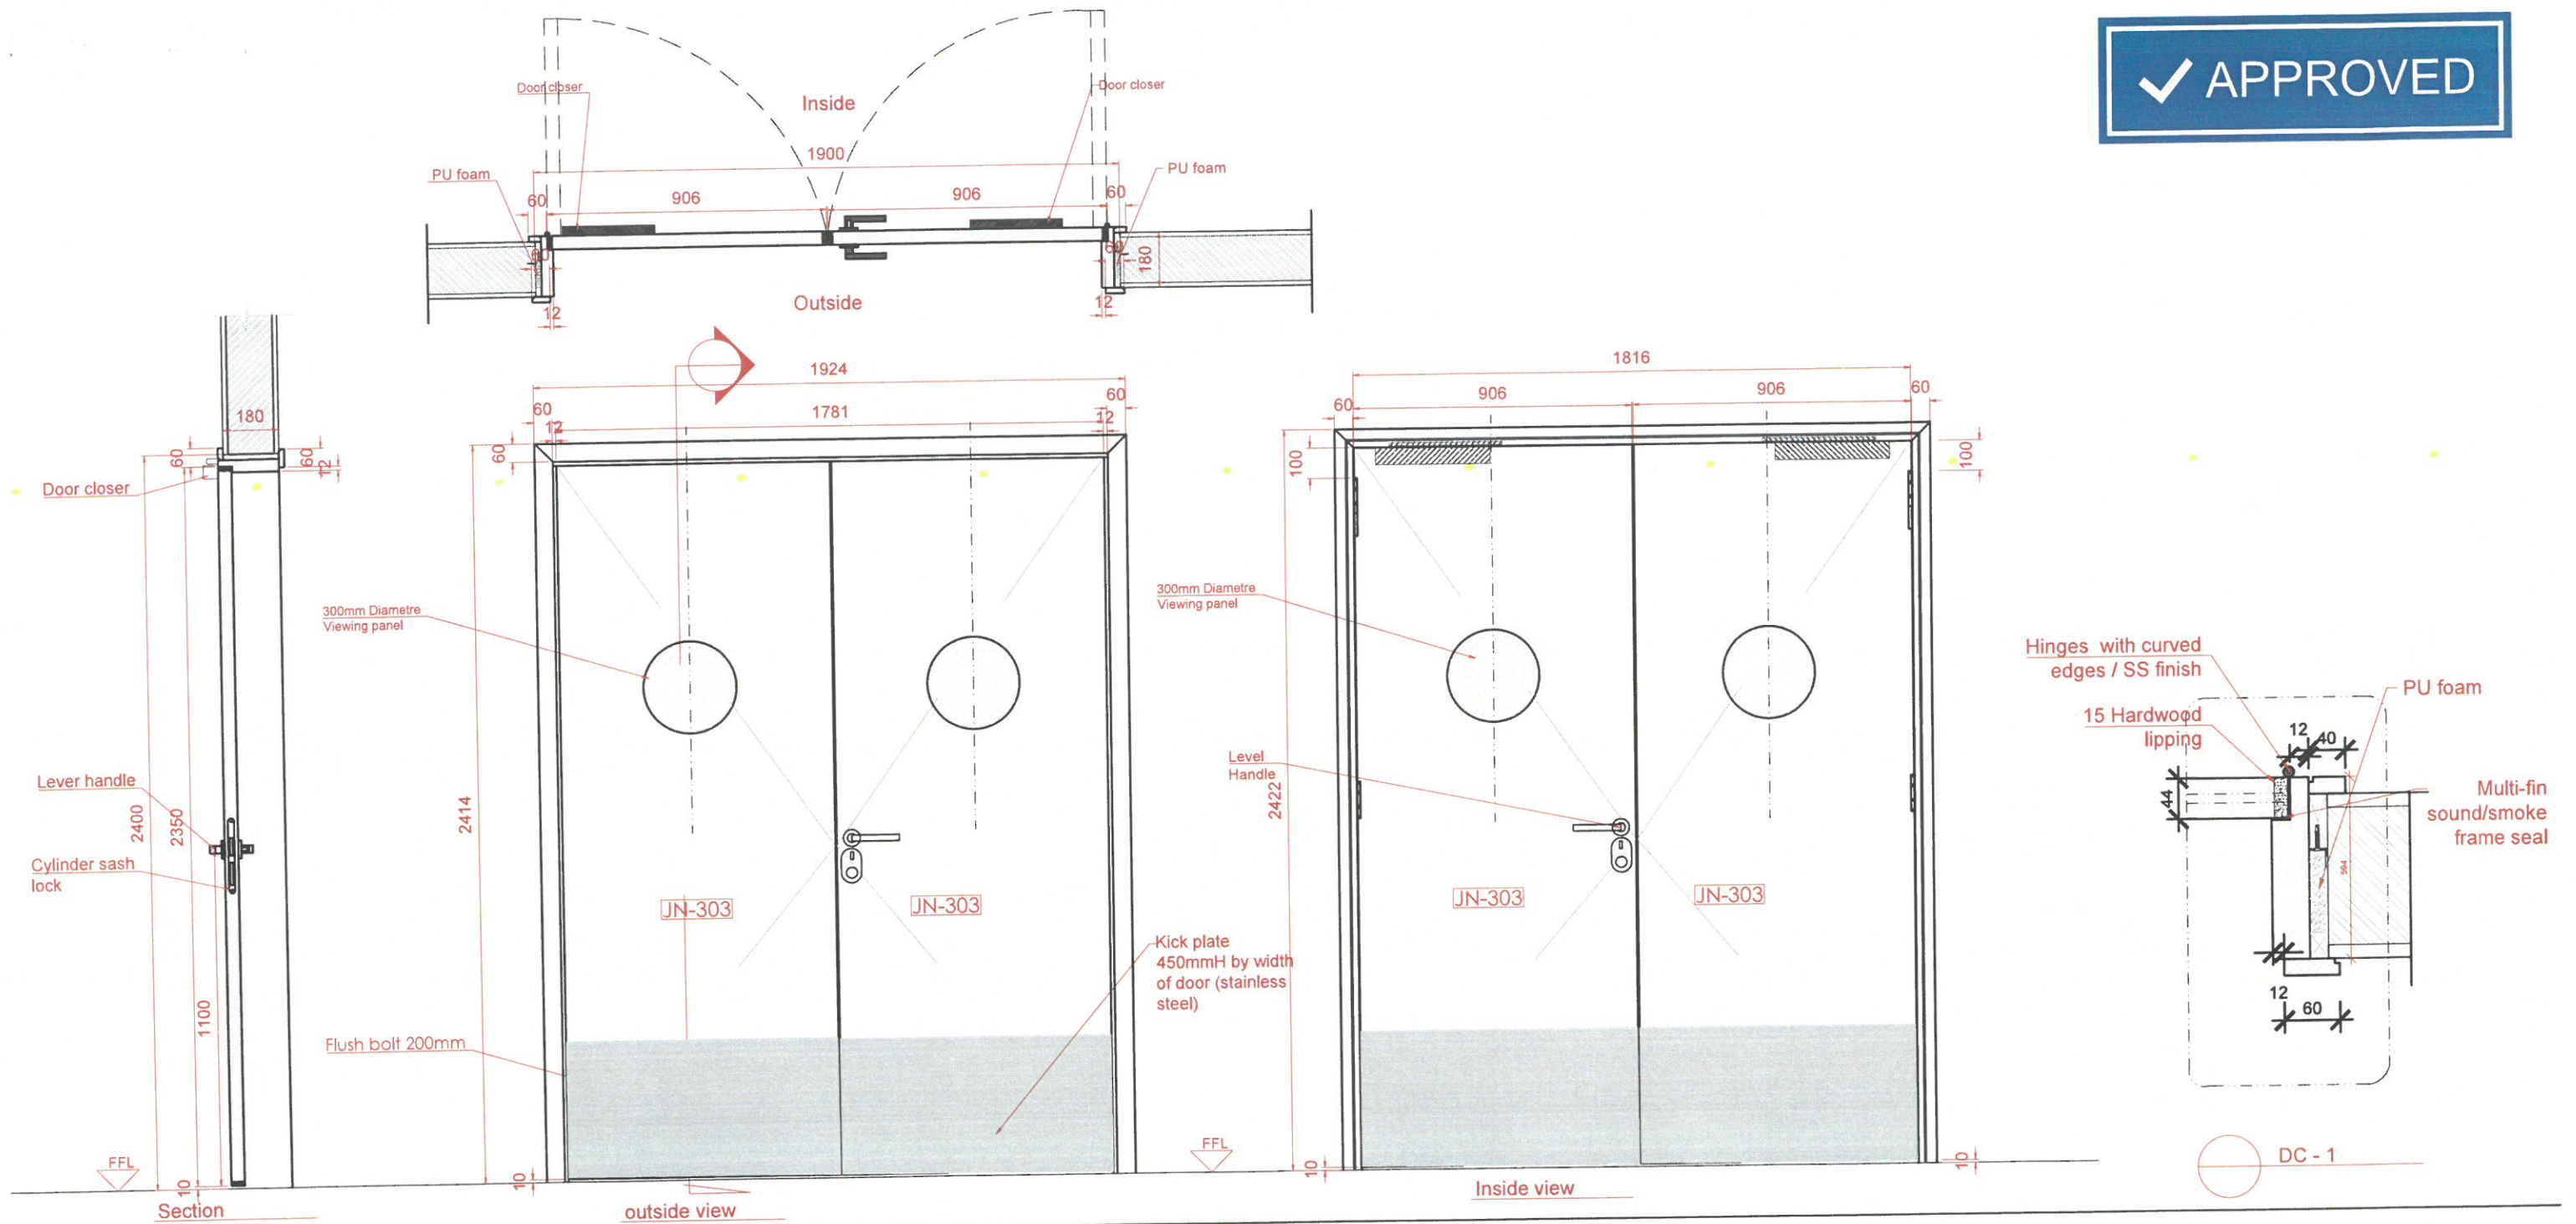 APPROVED
Door closer
Door closer
Inside
1900
PU foam
PU foam
60
906
906
60
60
60
180
12
12
Outside
180
60
60
12
Door closer
Lever handle
Cylinder sash
lock
2400
2350
1100
FFL
10
Section
1924
60
1781
60
12
12
60
300mm Diametre
Viewing panel
2414
JN-303
JN-303
Kick plate
450mmH by width
of door (stainless
steel)
Flush bolt 200mm
10
outside view
1816
906
906
60
60
100
100
300mm Diametre
Viewing panel
Level
Handle
2422
JN-303
JN-303
FFL
10
10
Inside view
Hinges with curved
edges / SS finish
PU foam
15 Hardwood
lipping
12
40
44
Multi-fin
sound/smoke
frame seal
594
12
60
DC - 1